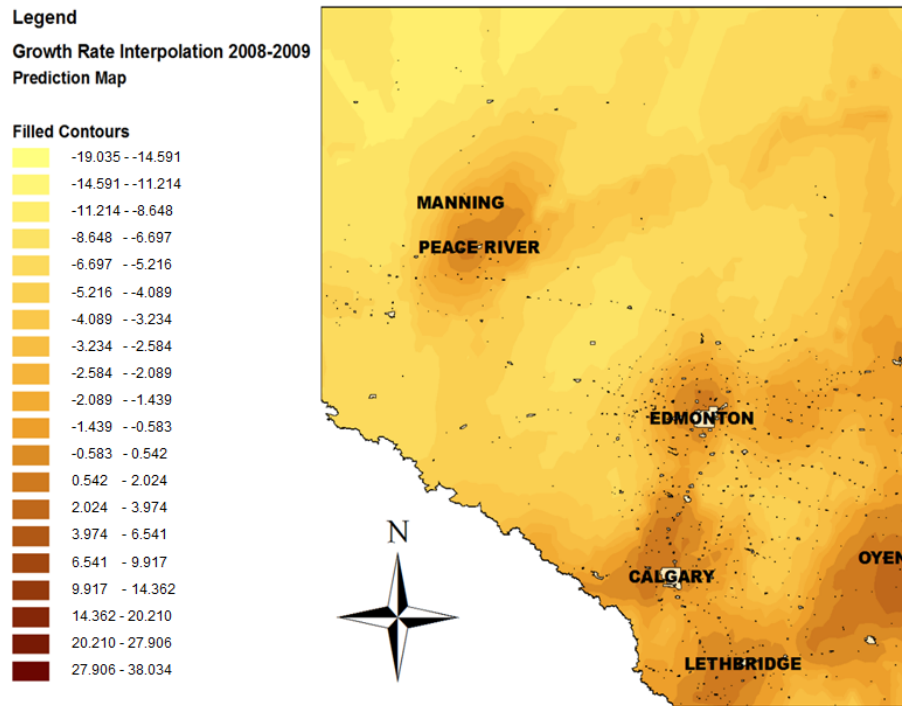 Legend
Growth Rate Interpolation 2008-2009
Prediction Map
Filled Contours
-19.035 - -14.591
-14.591 - -11.214
-11.214 - -8.648
-8.648 - -6.697
-6.697 - -5.216
-5.216 - -4.089
-4.089 - -3.234
-3.234 - -2.584
-2.584 - -2.089
-2.089 - -1.439
-1.439 - -0.583
-0.583 - 0.542
0.542 - 2.024
2.024 - 3.974
3.974 - 6.541
6.541 - 9.917
9.917 - 14.362
14.362 - 20.210
20.210 - 27.906
27.906 - 38.034
MANNING
PEACE RIVER
EDMONTON
N
OYEN
CALGARY
LETHBRIDGE